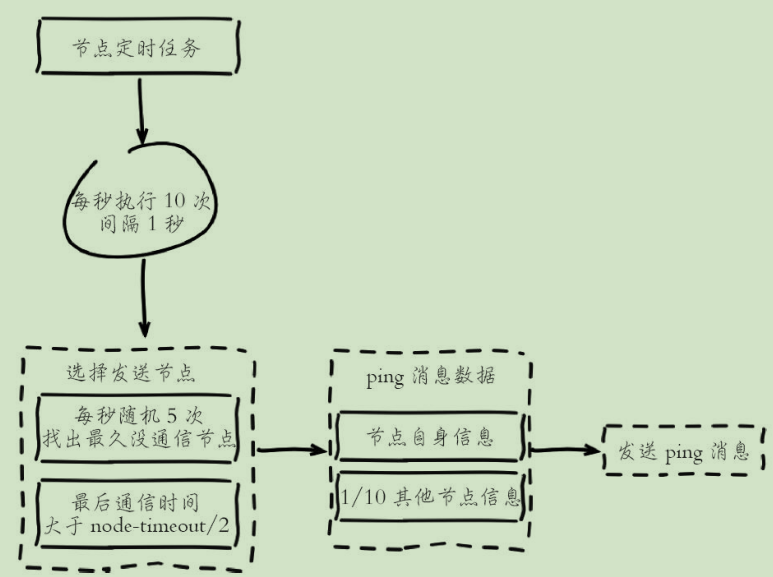 节点定时任务
每秒执行 10 次
间隔 1 秒
选择发送节点
每秒随机 5 次
找出最久没通信节点
最后通信时间
大于 node-timeout/2
ping 消息数据
节点自身信息
1/10 其他节点信息
发送 ping 消息